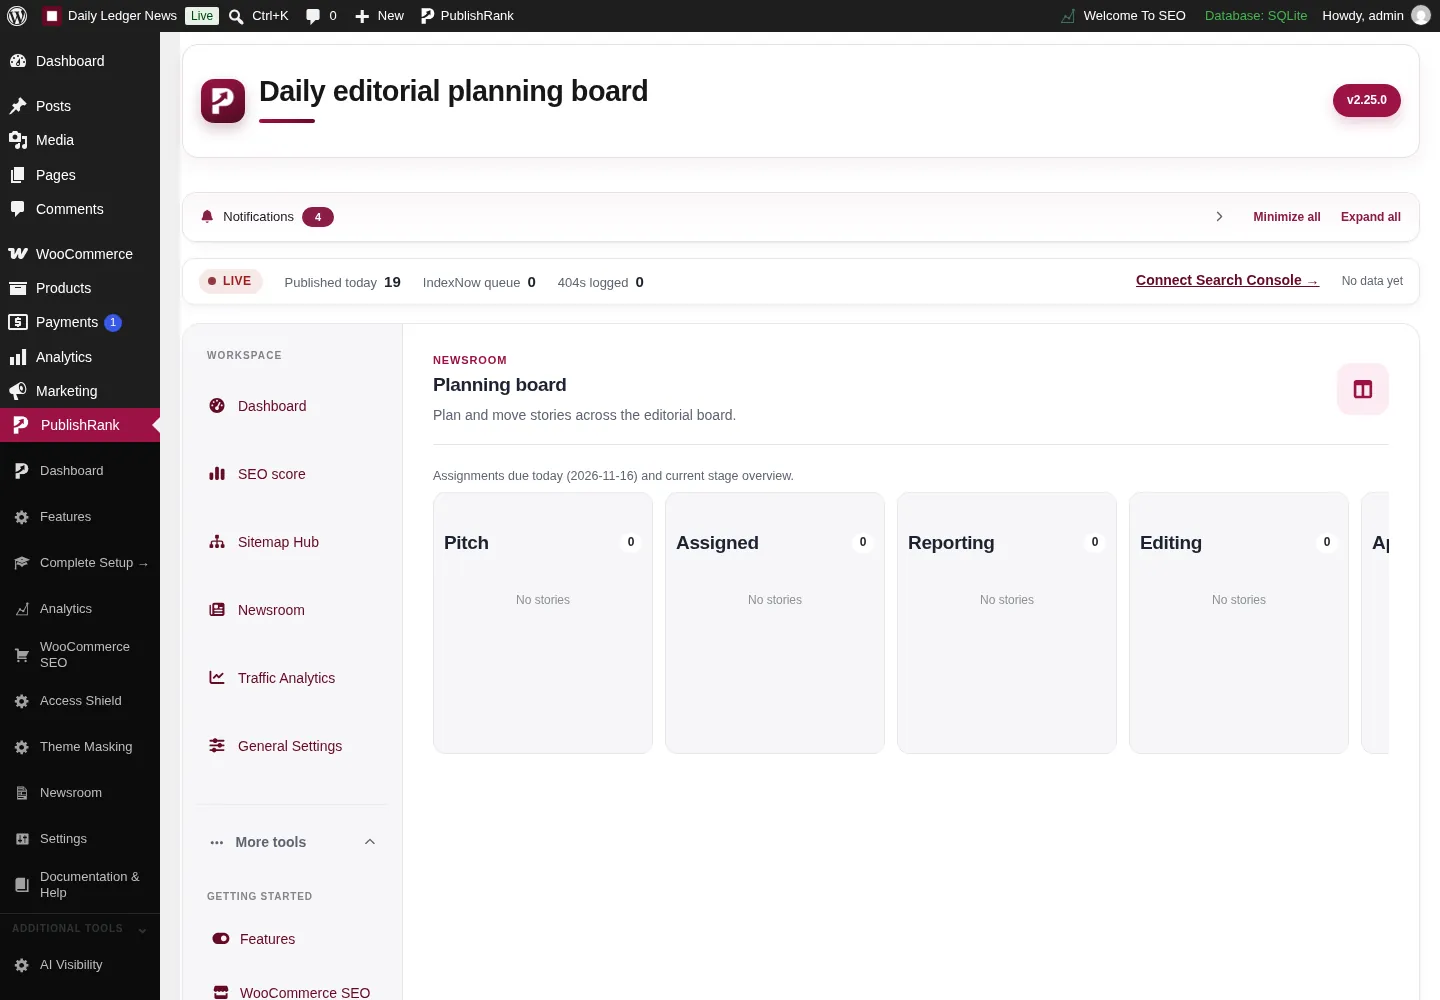 Daily Ledger News
Live
Ctrl+K
0
New
PublishRank
Welcome To SEO
Database: SQLite
Howdy, admin
Dashboard
Posts
Media
Pages
Comments
WooCommerce
Products
Payments 1
Analytics
Marketing
PublishRank
Dashboard
Features
Complete Setup →
Analytics
WooCommerce
SEO
Access Shield
Theme Masking
Newsroom
Settings
Documentation &
Help
ADDITIONAL TOOLS
AI Visibility
Daily editorial planning board
v2.25.0
Notifications 4
Minimize all
Expand all
LIVE
Published today 19
IndexNow queue 0
404s logged 0
Connect Search Console →
No data yet
WORKSPACE
Dashboard
SEO score
Sitemap Hub
Newsroom
Traffic Analytics
General Settings
More tools
GETTING STARTED
Features
WooCommerce SEO
NEWSROOM
Planning board
Plan and move stories across the editorial board.
Assignments due today (2026-11-16) and current stage overview.
Pitch 0
No stories
Assigned 0
No stories
Reporting 0
No stories
Editing 0
No stories